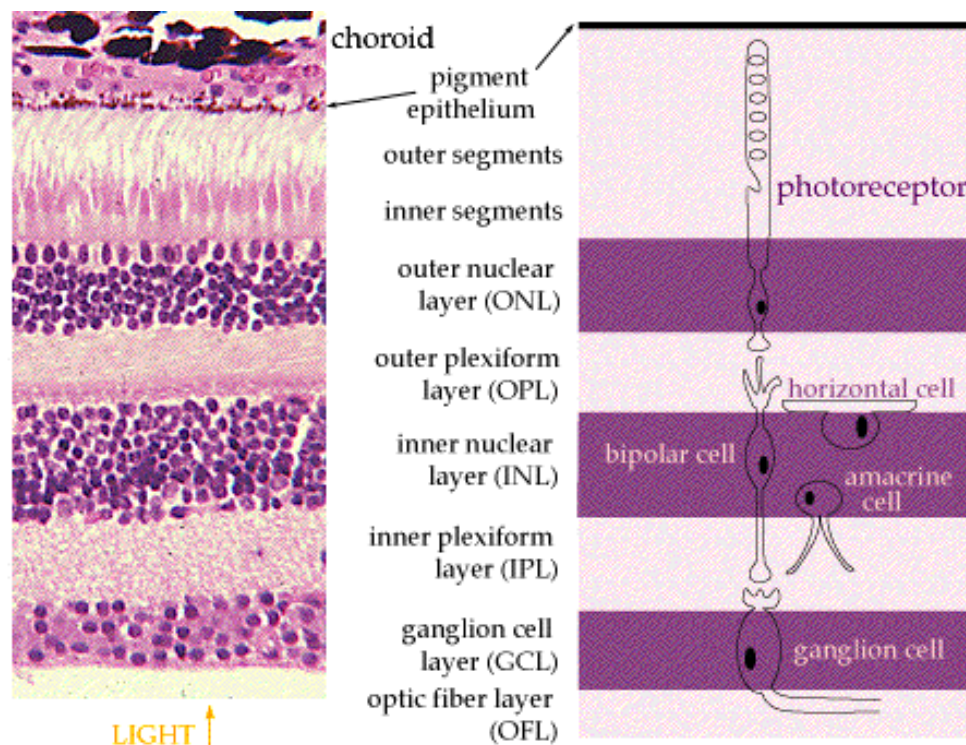 choroid
pigment
epithelium
outer segments
photoreceptor
inner segments
outer nuclear
layer (ONL)
outer plexiform
layer (OPL)
horizontal cell
inner nuclear
layer (INL)
bipolar cell
amacrine
cell
inner plexiform
layer (IPL)
ganglion cell
layer (GCL)
ganglion cell
optic fiber layer
(OFL)
LIGHT